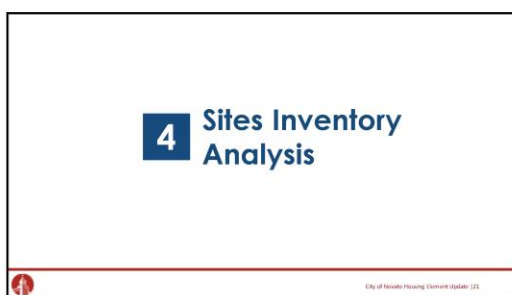 4
Sites Inventory
Analysis
City of Novato Housing Element Update |21